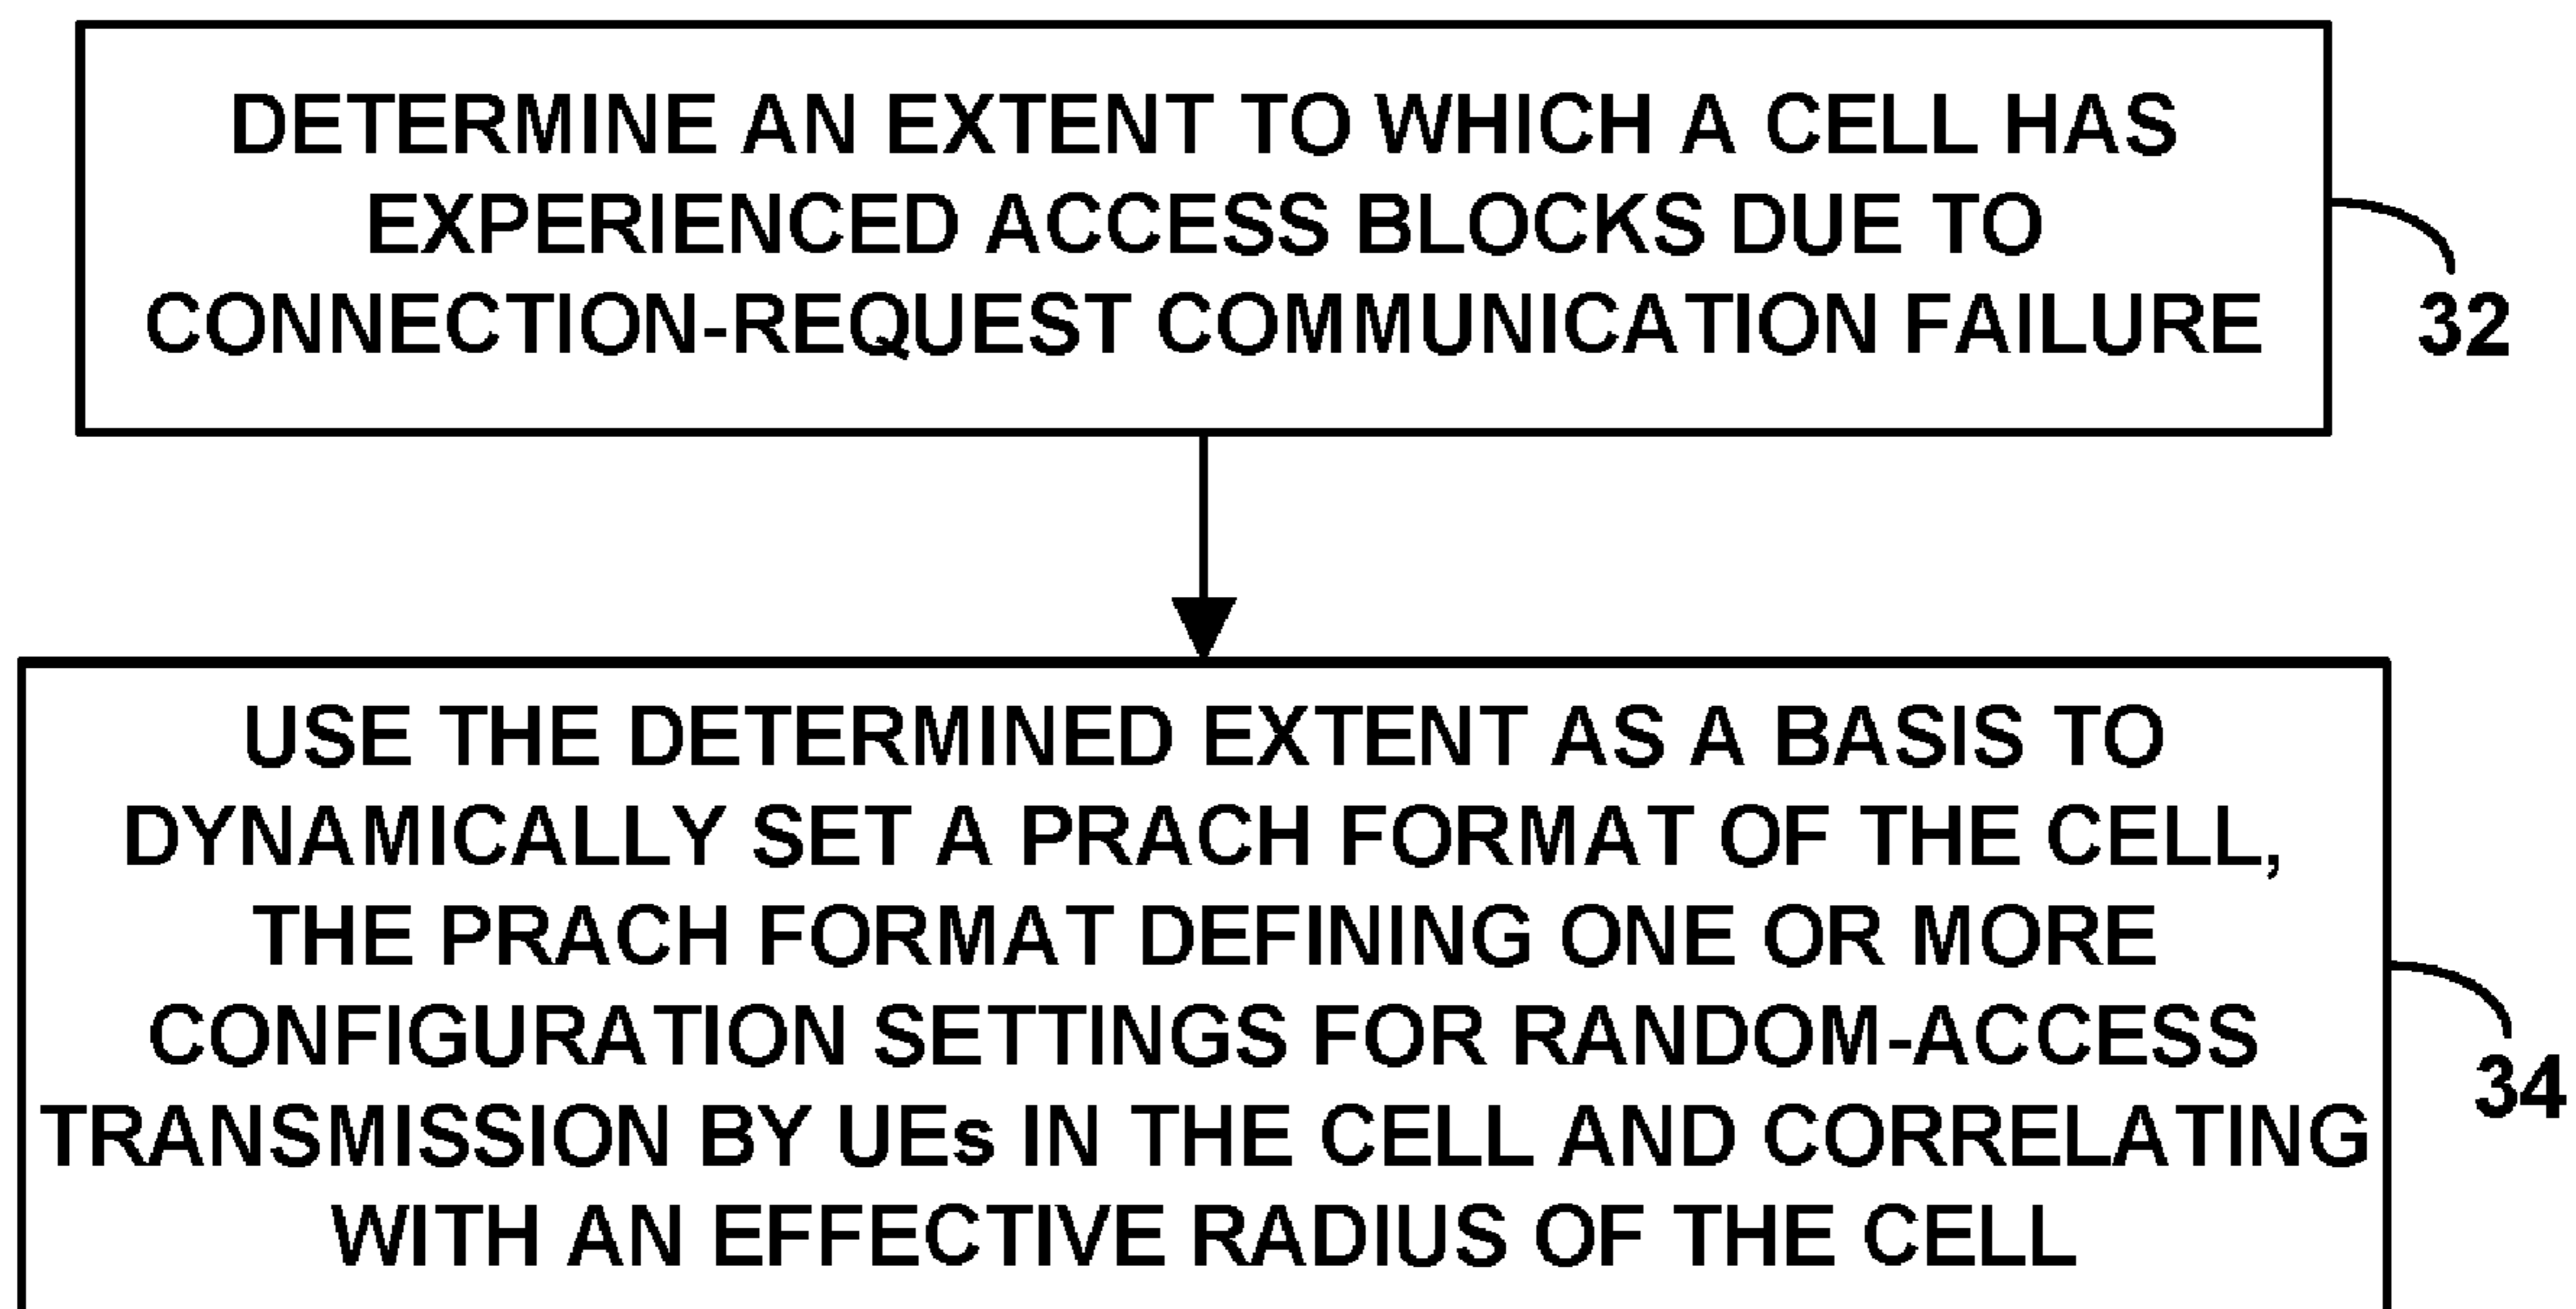 DETERMINE AN EXTENT TO WHICH A CELL HAS
EXPERIENCED ACCESS BLOCKS DUE TO
CONNECTION-REQUEST COMMUNICATION FAILURE
32
USE THE DETERMINED EXTENT AS A BASIS TO
DYNAMICALLY SET A PRACH FORMAT OF THE CELL,
THE PRACH FORMAT DEFINING ONE OR MORE
CONFIGURATION SETTINGS FOR RANDOM-ACCESS
TRANSMISSION BY UEs IN THE CELL AND CORRELATING
WITH AN EFFECTIVE RADIUS OF THE CELL
34